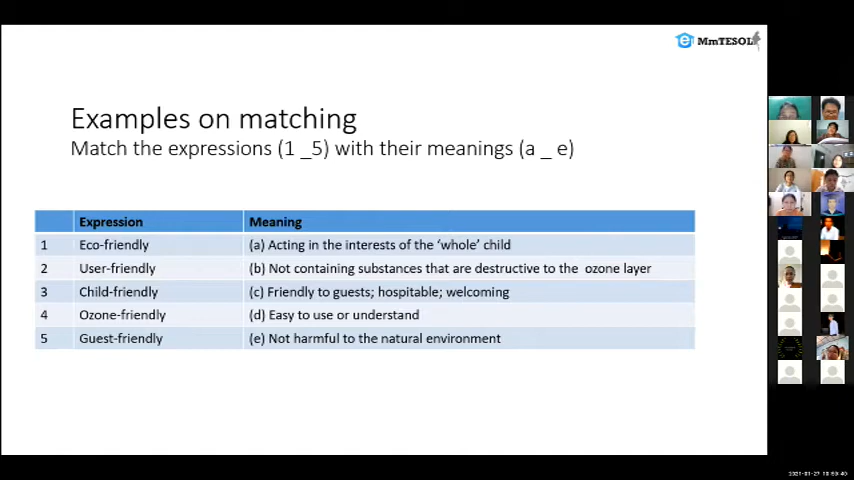 MmTESOL
Examples on matching
Match the expressions (1 _5) with their meanings (a _ e)
Expression Meaning
1 Eco-friendly (a) Acting in the interests of the ‘whole’ child
2 User-friendly (b) Not containing substances that are destructive to the ozone layer
3 Child-friendly (c) Friendly to guests; hospitable; welcoming
4 Ozone-friendly (d) Easy to use or understand
5 Guest-friendly (e) Not harmful to the natural environment